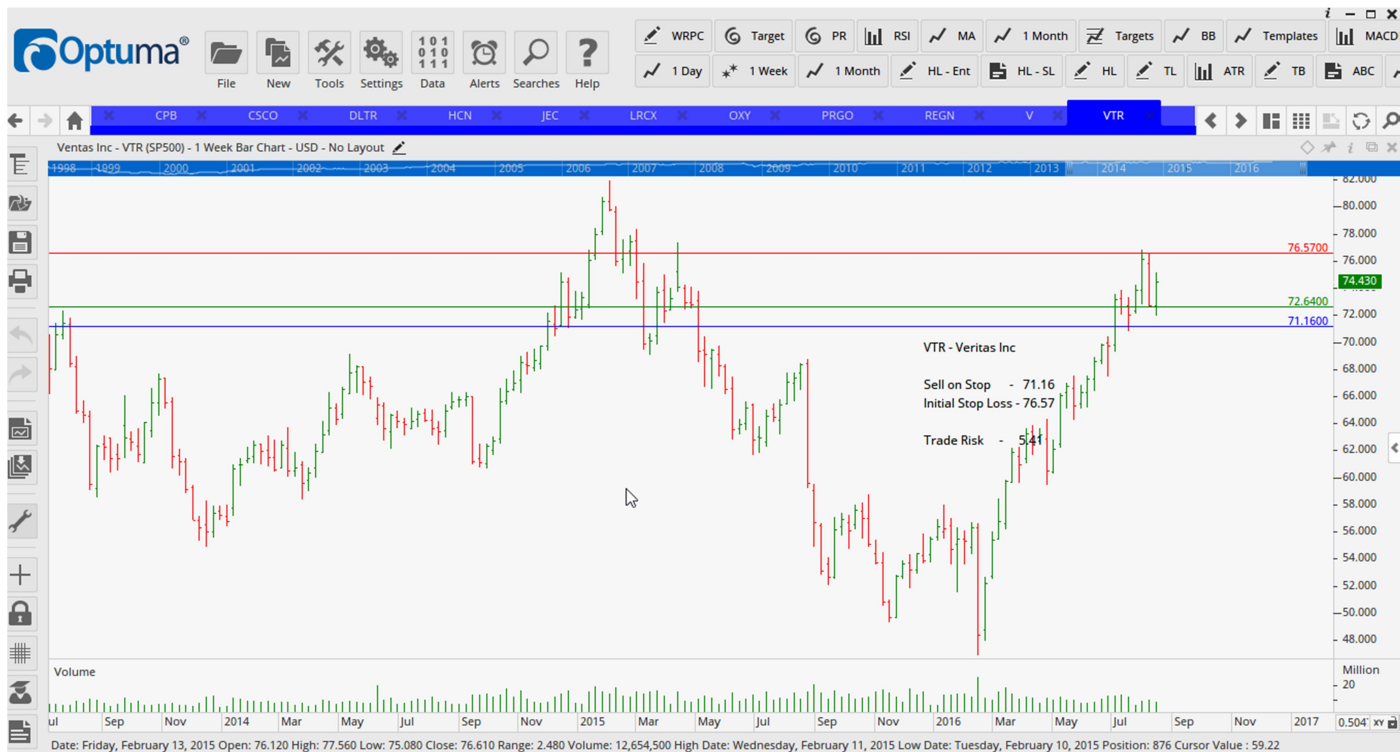 Optuma®
File New Tools Settings Data Alerts Searches Help
WRPC Target PR RSI MA 1 Month Targets BB Templates MACD
1 Day 1 Week 1 Month HL - Ent HL - SL HL TL ATR TB ABC
CPB CSCO DLTR HCN JEC LRCX OXY PRGO REGN V VTR
Ventas Inc - VTR (SP500) - 1 Week Bar Chart - USD - No Layout
1998 1999 2000 2001 2002 2003 2004 2005 2006 2007 2008 2009 2010 2011 2012 2013 2014 2015 2016
82.000
80.000
78.000
76.5700
76.000
74.430
72.6400
72.000
71.1600
70.000
VTR - Veritas Inc
68.000
Sell on Stop - 71.16
66.000
Initial Stop Loss - 76.57
64.000
Trade Risk - 5.41
62.000
60.000
58.000
56.000
54.000
52.000
50.000
48.000
Volume
Million
20
ul Sep Nov 2014 Mar May Jul Sep Nov 2015 Mar May Jul Sep Nov 2016 Mar May Jul Sep Nov 2017 0.504 XY
Date: Friday, February 13, 2015 Open: 76.120 High: 77.560 Low: 75.080 Close: 76.610 Range: 2.480 Volume: 12,654,500 High Date: Wednesday, February 11, 2015 Low Date: Tuesday, February 10, 2015 Position: 876 Cursor Value : 59.22